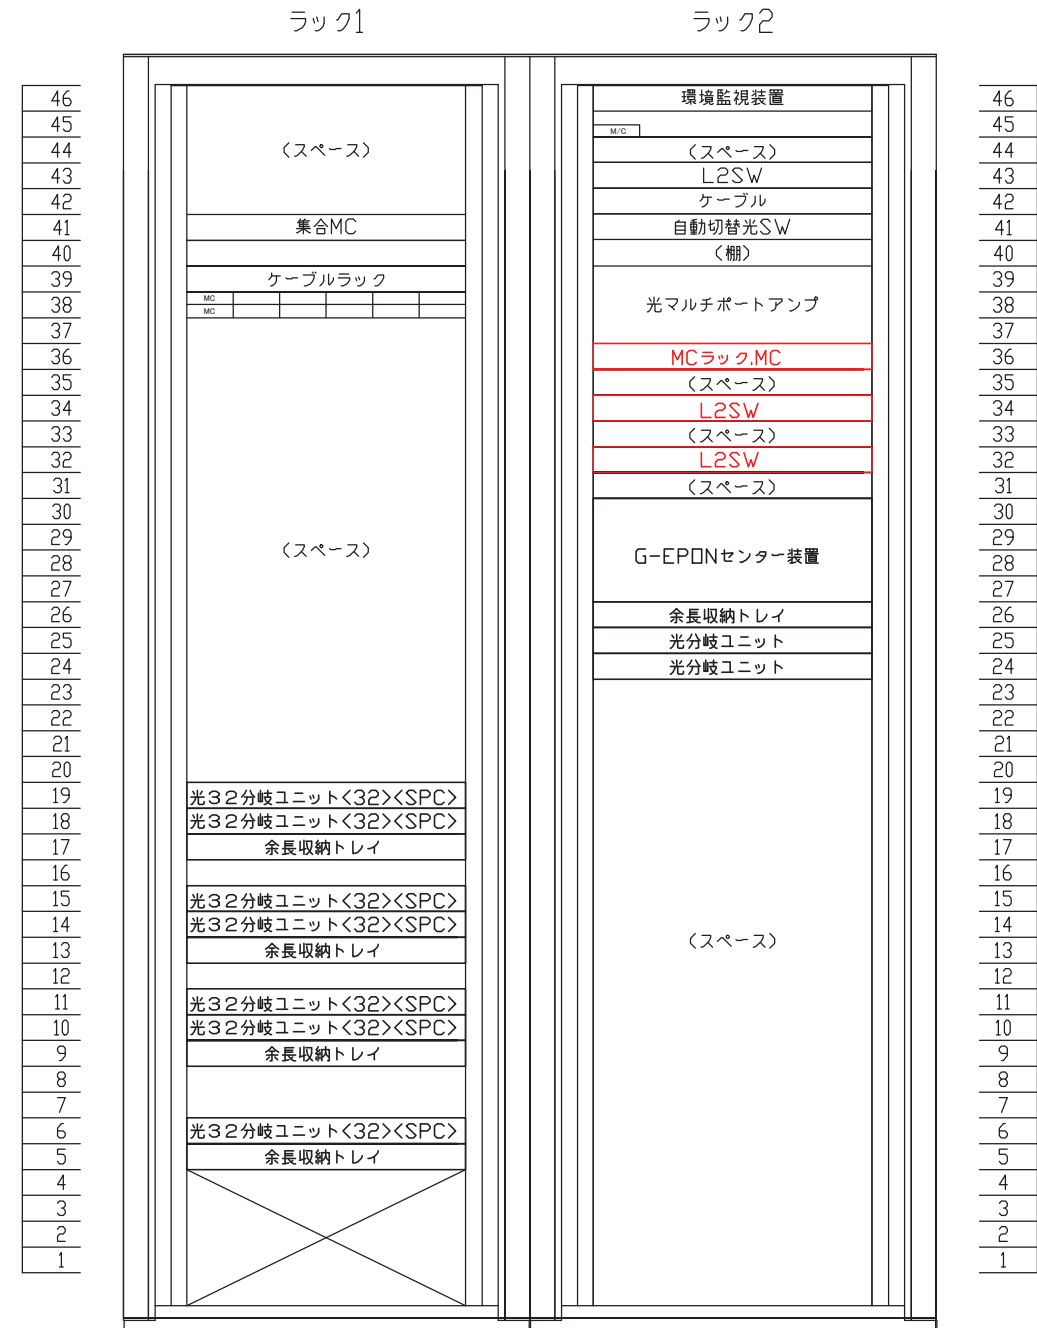 ラック1
ラック2
46
45
44
43
42
41
40
39
38
37
36
35
34
33
32
31
30
29
28
27
26
25
24
23
22
21
20
19
18
17
16
15
14
13
12
11
10
9
8
7
6
5
4
3
2
1
(スペース)
集合MC
ケーブルラック
MC
MC
(スペース)
光32分岐ユニット<32><SPC>
光32分岐ユニット<32><SPC>
余長収納トレイ
光32分岐ユニット<32><SPC>
光32分岐ユニット<32><SPC>
余長収納トレイ
光32分岐ユニット<32><SPC>
光32分岐ユニット<32><SPC>
余長収納トレイ
光32分岐ユニット<32><SPC>
余長収納トレイ
環境監視装置
M/C
(スペース)
L2SW
ケーブル
自動切替光SW
(棚)
光マルチポートアンプ
MCラック.MC
(スペース)
L2SW
(スペース)
L2SW
(スペース)
G-EPONセンター装置
余長収納トレイ
光分岐ユニット
光分岐ユニット
(スペース)
46
45
44
43
42
41
40
39
38
37
36
35
34
33
32
31
30
29
28
27
26
25
24
23
22
21
20
19
18
17
16
15
14
13
12
11
10
9
8
7
6
5
4
3
2
1